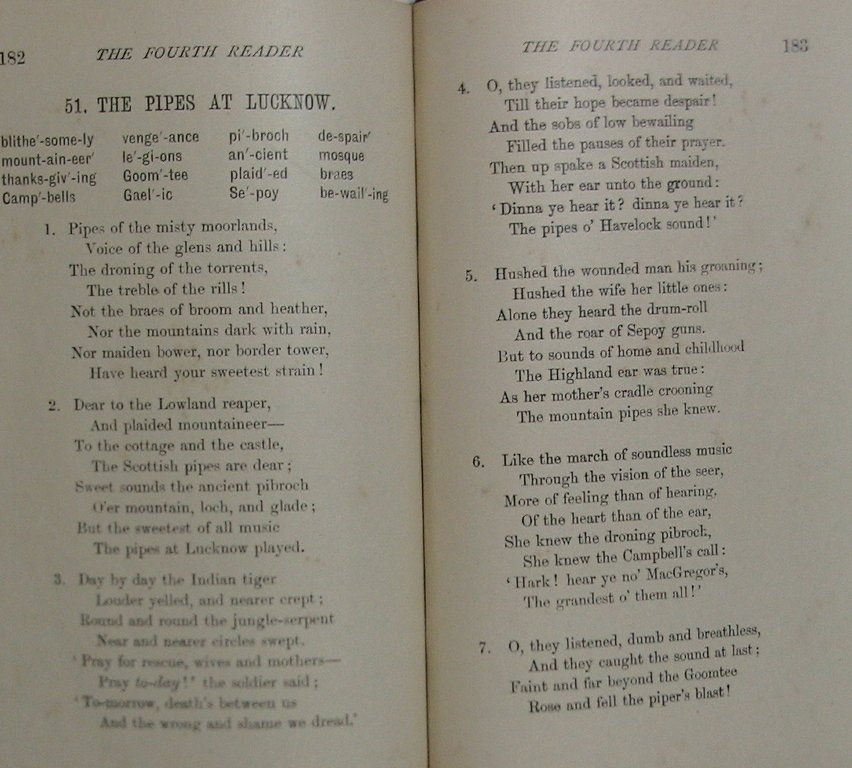 182
THE FOURTH READER
51. THE PIPES AT LUCKNOW.
blithe'-some-ly venge'-ance pi'-broch de-spair'
mount-ain-eer' le'-gi-ons an'-cient mosque
thanks-giv'-ing Goom'-tee plaid'-ed braes
Camp'-bells Gael'-ic Se'-poy be-wail'-ing
1. Pipes of the misty moorlands,
Voice of the glens and hills:
The droning of the torrents,
The treble of the rills!
Not the braes of broom and heather,
Nor the mountains dark with rain,
Nor maiden bower, nor border tower,
Have heard your sweetest strain!
2. Dear to the Lowland reaper,
And plaided mountaineer—
To the cottage and the castle,
The Scottish pipes are dear;
Sweet sounds the ancient pibroch
O'er mountain, loch, and glade;
But the sweetest of all music
The pipes at Lucknow played.
3. Day by day the Indian tiger
Louder yelled, and nearer crept;
Round and round the jungle-serpent
Near and nearer circles swept.
'Pray for rescue, wives and mothers—
Pray to-day!' the soldier said;
'To-morrow, death's between us
And the wrong and shame we dread.'
THE FOURTH READER
183
4. O, they listened, looked, and waited,
Till their hope became despair!
And the sobs of low bewailing
Filled the pauses of their prayer.
Then up spake a Scottish maiden,
With her ear unto the ground:
'Dinna ye hear it? dinna ye hear it?
The pipes o' Havelock sound!'
5. Hushed the wounded man his groaning;
Hushed the wife her little ones:
Alone they heard the drum-roll
And the roar of Sepoy guns.
But to sounds of home and childhood
The Highland ear was true:
As her mother's cradle crooning
The mountain pipes she knew.
6. Like the march of soundless music
Through the vision of the seer,
More of feeling than of hearing,
Of the heart than of the ear,
She knew the droning pibroch,
She knew the Campbell's call:
'Hark! hear ye no' MacGregor's,
The grandest o' them all!'
7. O, they listened, dumb and breathless,
And they caught the sound at last;
Faint and far beyond the Goomtee
Rose and fell the piper's blast!